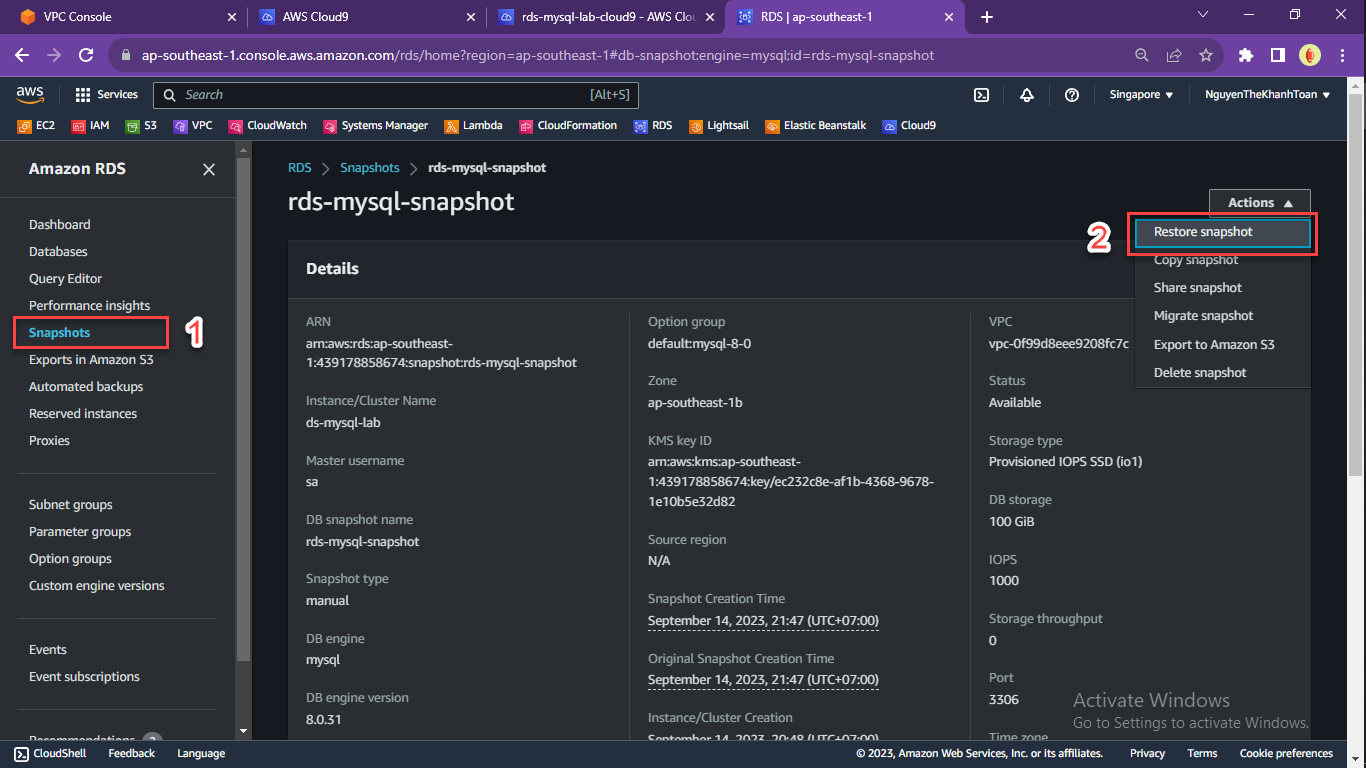 VPC Console
AWS Cloud9
rds-mysql-lab-cloud9 - AWS Clou
RDS | ap-southeast-1
ap-southeast-1.console.aws.amazon.com/rds/home?region=ap-southeast-1#db-snapshot:engine=mysql;id=rds-mysql-snapshot
aws
Services
Search
[Alt+S]
Singapore
NguyenTheKhanhToan
EC2
IAM
S3
VPC
CloudWatch
Systems Manager
Lambda
CloudFormation
RDS
Lightsail
Elastic Beanstalk
Cloud9
Amazon RDS
Dashboard
Databases
Query Editor
Performance insights
Snapshots
1
Exports in Amazon S3
Automated backups
Reserved instances
Proxies
Subnet groups
Parameter groups
Option groups
Custom engine versions
Events
Event subscriptions
Recommendations
RDS
Snapshots
rds-mysql-snapshot
rds-mysql-snapshot
Actions
2
Restore snapshot
Copy snapshot
Share snapshot
Migrate snapshot
Export to Amazon S3
Delete snapshot
Details
ARN
arn:aws:rds:ap-southeast-
1:439178858674:snapshot:rds-mysql-snapshot
Instance/Cluster Name
ds-mysql-lab
Master username
sa
DB snapshot name
rds-mysql-snapshot
Snapshot type
manual
DB engine
mysql
DB engine version
8.0.31
Option group
default:mysql-8-0
Zone
ap-southeast-1b
KMS key ID
arn:aws:kms:ap-southeast-
1:439178858674:key/ec232c8e-af1b-4368-9678-
1e10b5e32d82
Source region
N/A
Snapshot Creation Time
September 14, 2023, 21:47 (UTC+07:00)
Original Snapshot Creation Time
September 14, 2023, 21:47 (UTC+07:00)
Instance/Cluster Creation
September 14, 2023, 20:48 (UTC+07:00)
VPC
vpc-0f99d8eee9208fc7c
Status
Available
Storage type
Provisioned IOPS SSD (io1)
DB storage
100 GiB
IOPS
1000
Storage throughput
0
Port
3306
Time zone
Activate Windows
Go to Settings to activate Windows.
CloudShell
Feedback
Language
© 2023, Amazon Web Services, Inc. or its affiliates.
Privacy
Terms
Cookie preferences